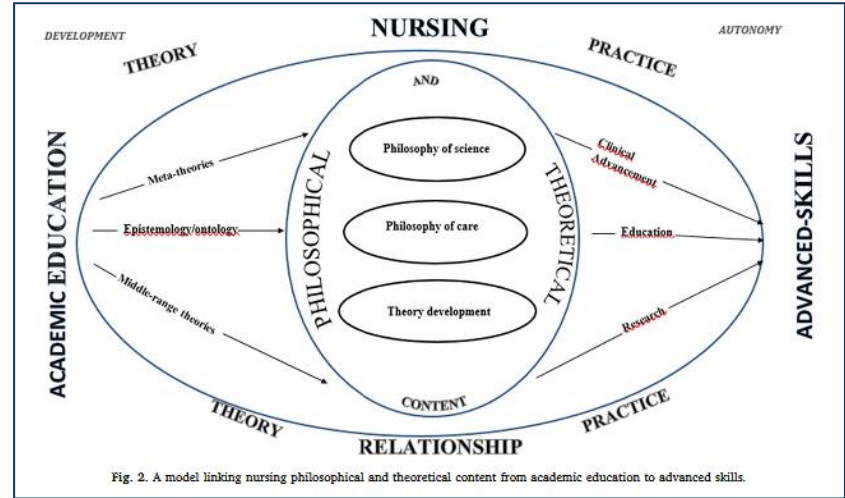 NURSING
DEVELOPMENT
AUTONOMY
THEORY
PRACTICE
AND
Philosophy of science
Clinical
Advancement
Meta-theories
ACADEMIC EDUCATION
PHILOSOPHICAL
THEORETICAL
ADVANCED-SKILLS
Epistemology/ontology
Philosophy of care
Education
Middle-range theories
Theory development
Research
CONTENT
THEORY
PRACTICE
RELATIONSHIP
Fig. 2. A model linking nursing philosophical and theoretical content from academic education to advanced skills.